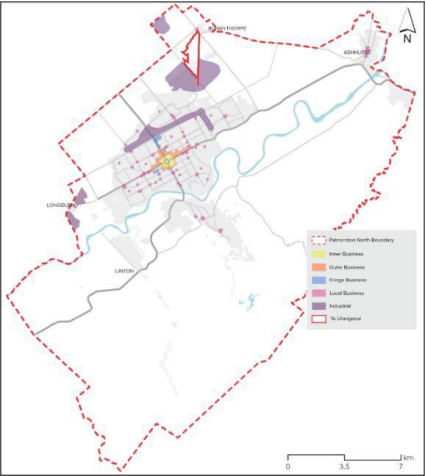 BUNNYTHORPE
N
ASHHURST
LONGBURN
LINTON
Palmerston North Boundary
Inner Business
Outer Business
Fringe Business
Local Business
Industrial
Te Utanganui
km
0 3.5 7